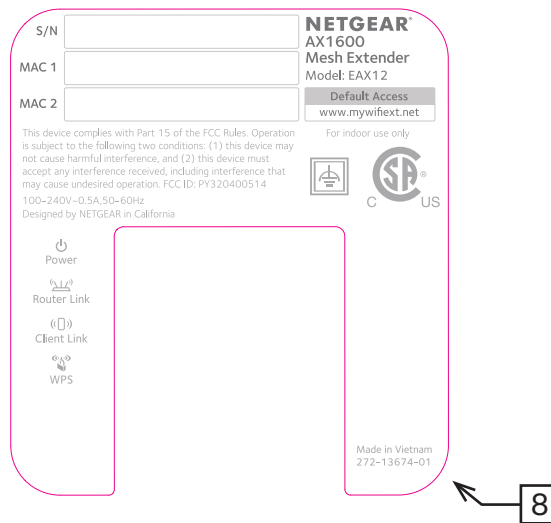 S/N
MAC 1
MAC 2
NETGEAR®
AX1600
Mesh Extender
Model: EAX12
Default Access
www.mywifiext.net
This device complies with Part 15 of the FCC Rules. Operation
is subject to the following two conditions: (1) this device may
not cause harmful interference, and (2) this device must
accept any interference received, including interference that
may cause undesired operation. FCC ID: PY320400514
100-240V~0.5A,50-60Hz
Designed by NETGEAR in California
For indoor use only
SA®
C US
Power
Router Link
Client Link
WPS
Made in Vietnam
272-13674-01
8